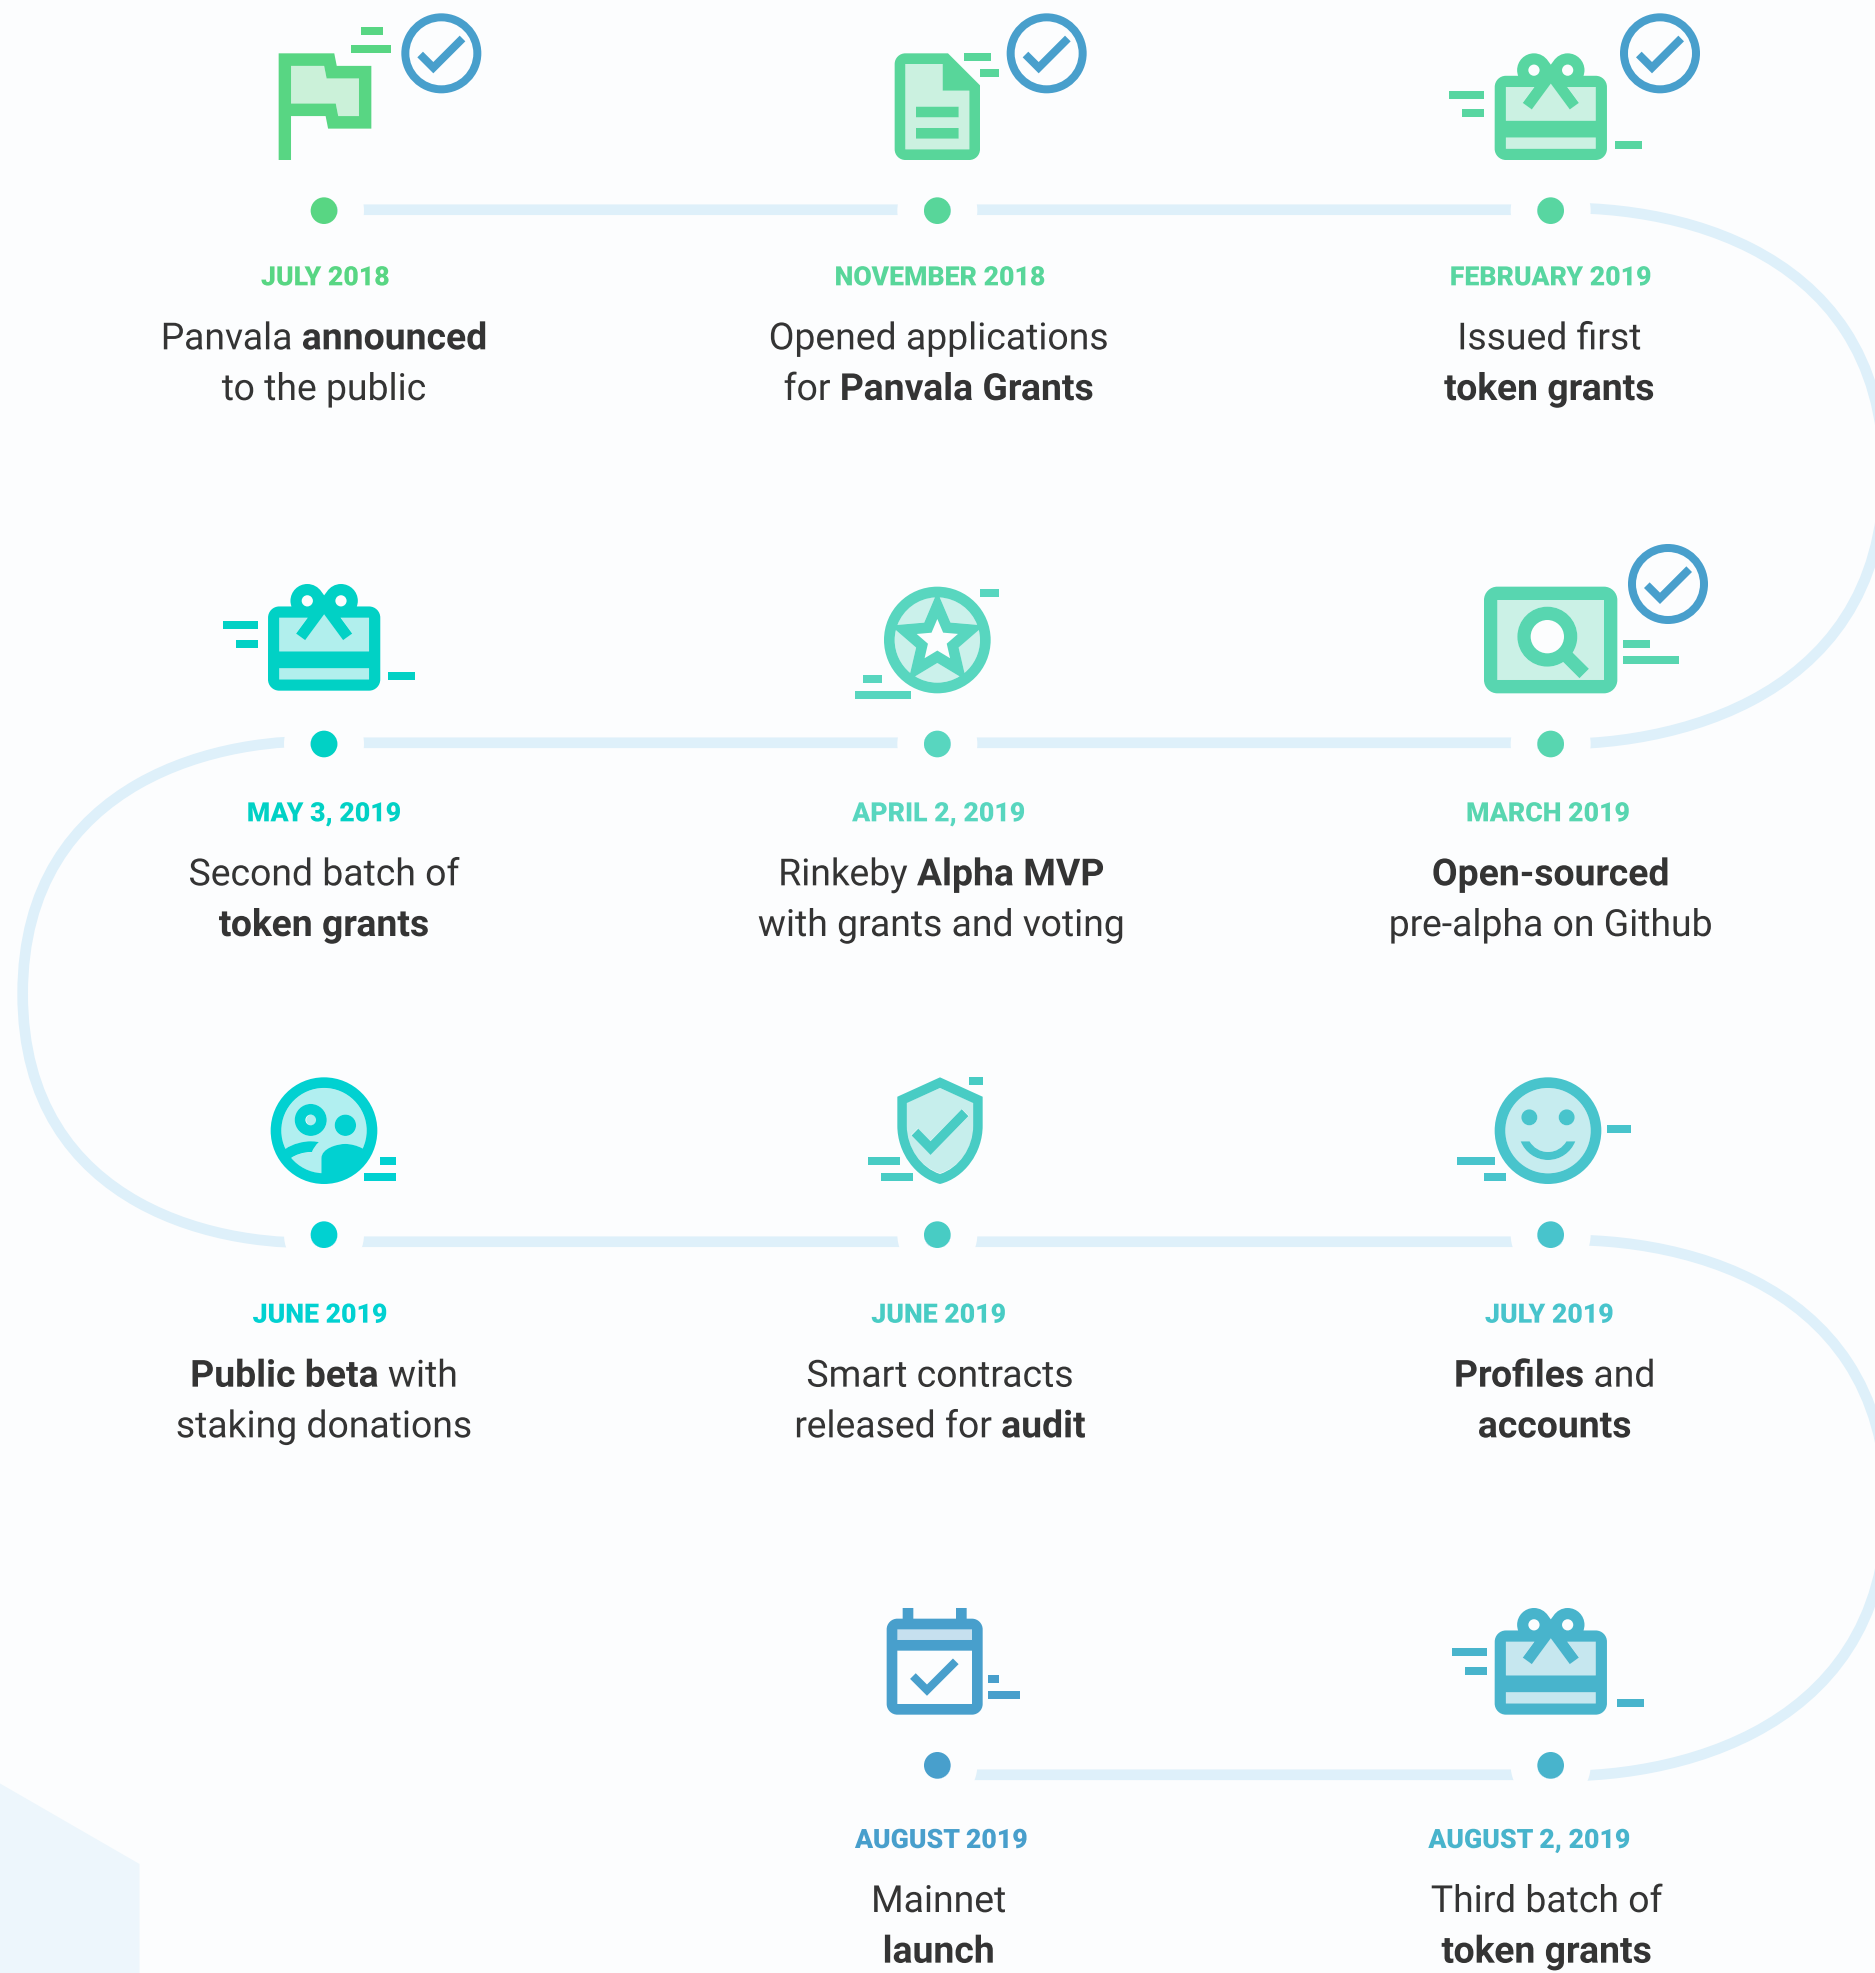 JULY 2018
Panvala announced
to the public
NOVEMBER 2018
Opened applications
for Panvala Grants
FEBRUARY 2019
Issued first
token grants
MARCH 2019
Open-sourced
pre-alpha on Github
APRIL 2, 2019
Rinkeby Alpha MVP
with grants and voting
MAY 3, 2019
Second batch of
token grants
JUNE 2019
Public beta with
staking donations
JUNE 2019
Smart contracts
released for audit
JULY 2019
Profiles and
accounts
AUGUST 2, 2019
Third batch of
token grants
AUGUST 2019
Mainnet
launch